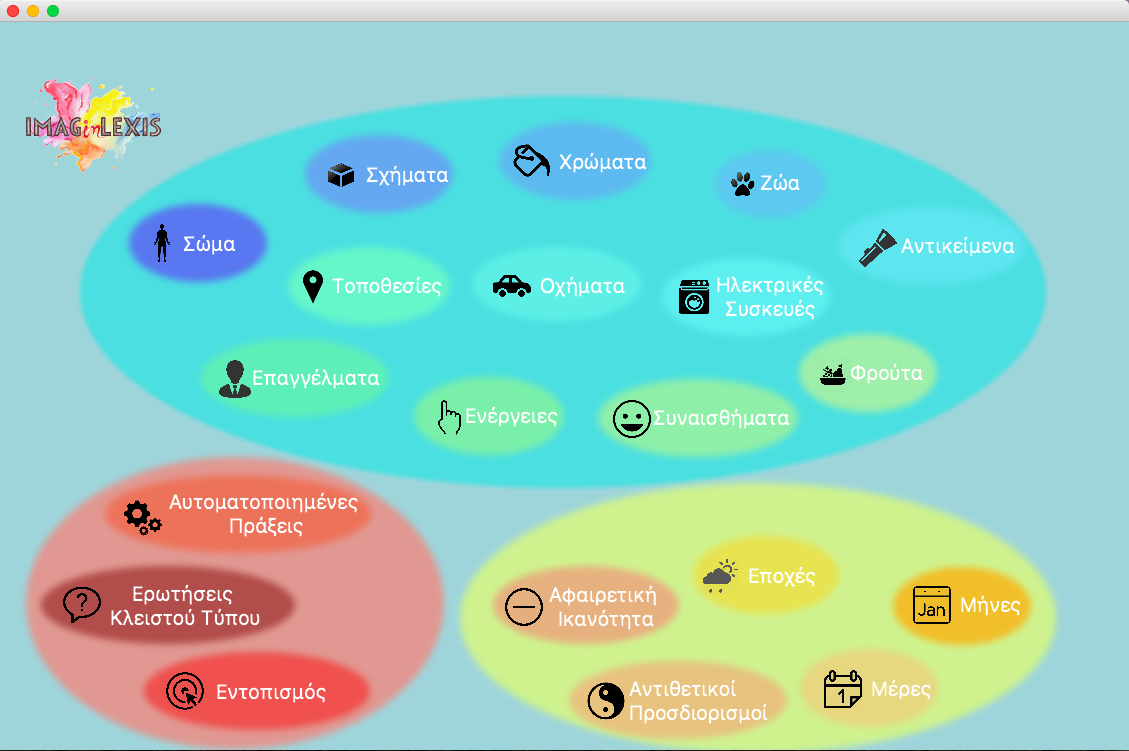 IMAGinLEXIS
Σχήματα
Χρώματα
Ζώα
Σώμα
Αντικείμενα
Τοποθεσίες
Οχήματα
Ηλεκτρικές
Συσκευές
Επαγγέλματα
Ενέργειες
Συναισθήματα
Φρούτα
Αυτοματοποιημένες
Πράξεις
?
Ερωτήσεις
Κλειστού Τύπου
Εντοπισμός
Αφαιρετική
Ικανότητα
Εποχές
Jan
Μήνες
Αντιθετικοί
Προσδιορισμοί
1
Μέρες